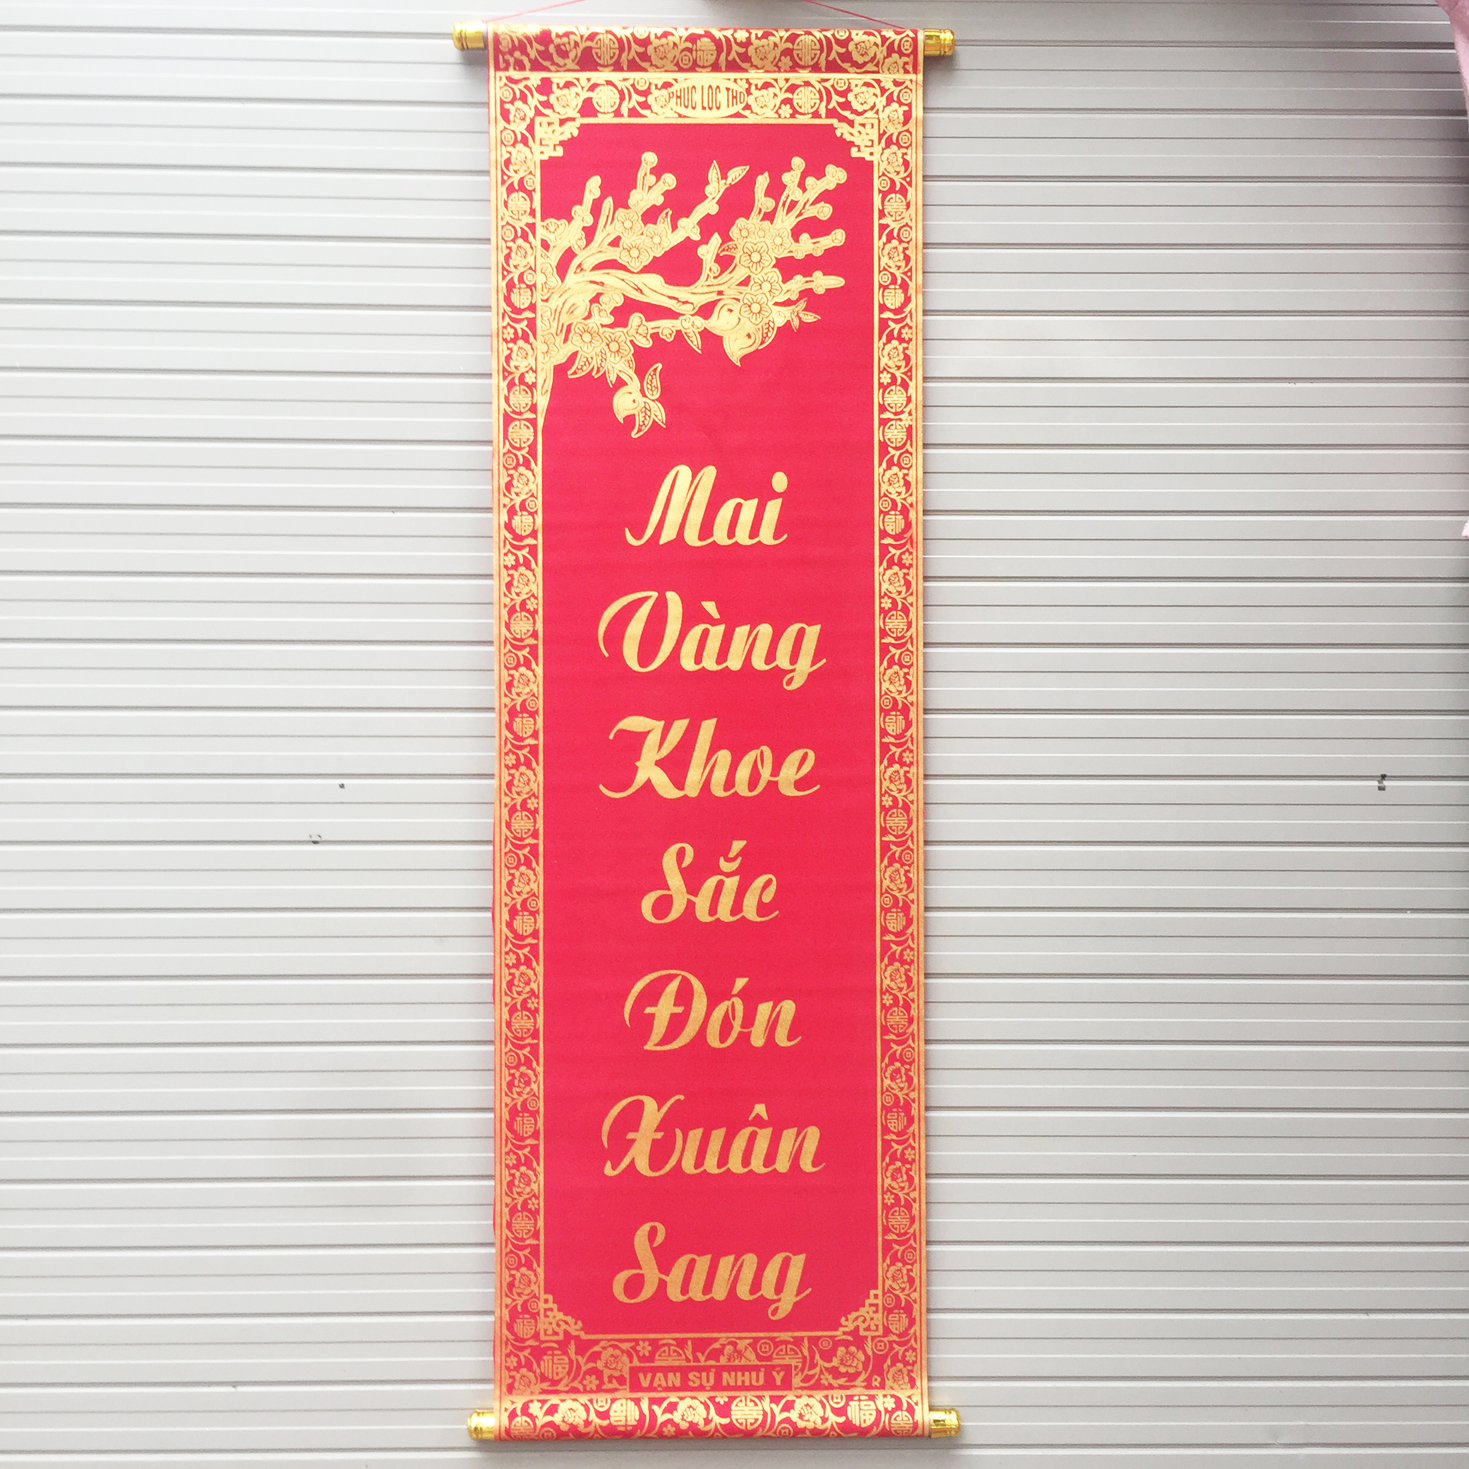 PHÚC LỘC THỌ
Mai
Vàng
Khoe
Sắc
Đón
Xuân
Sang
VẠN SỰ NHƯ Ý